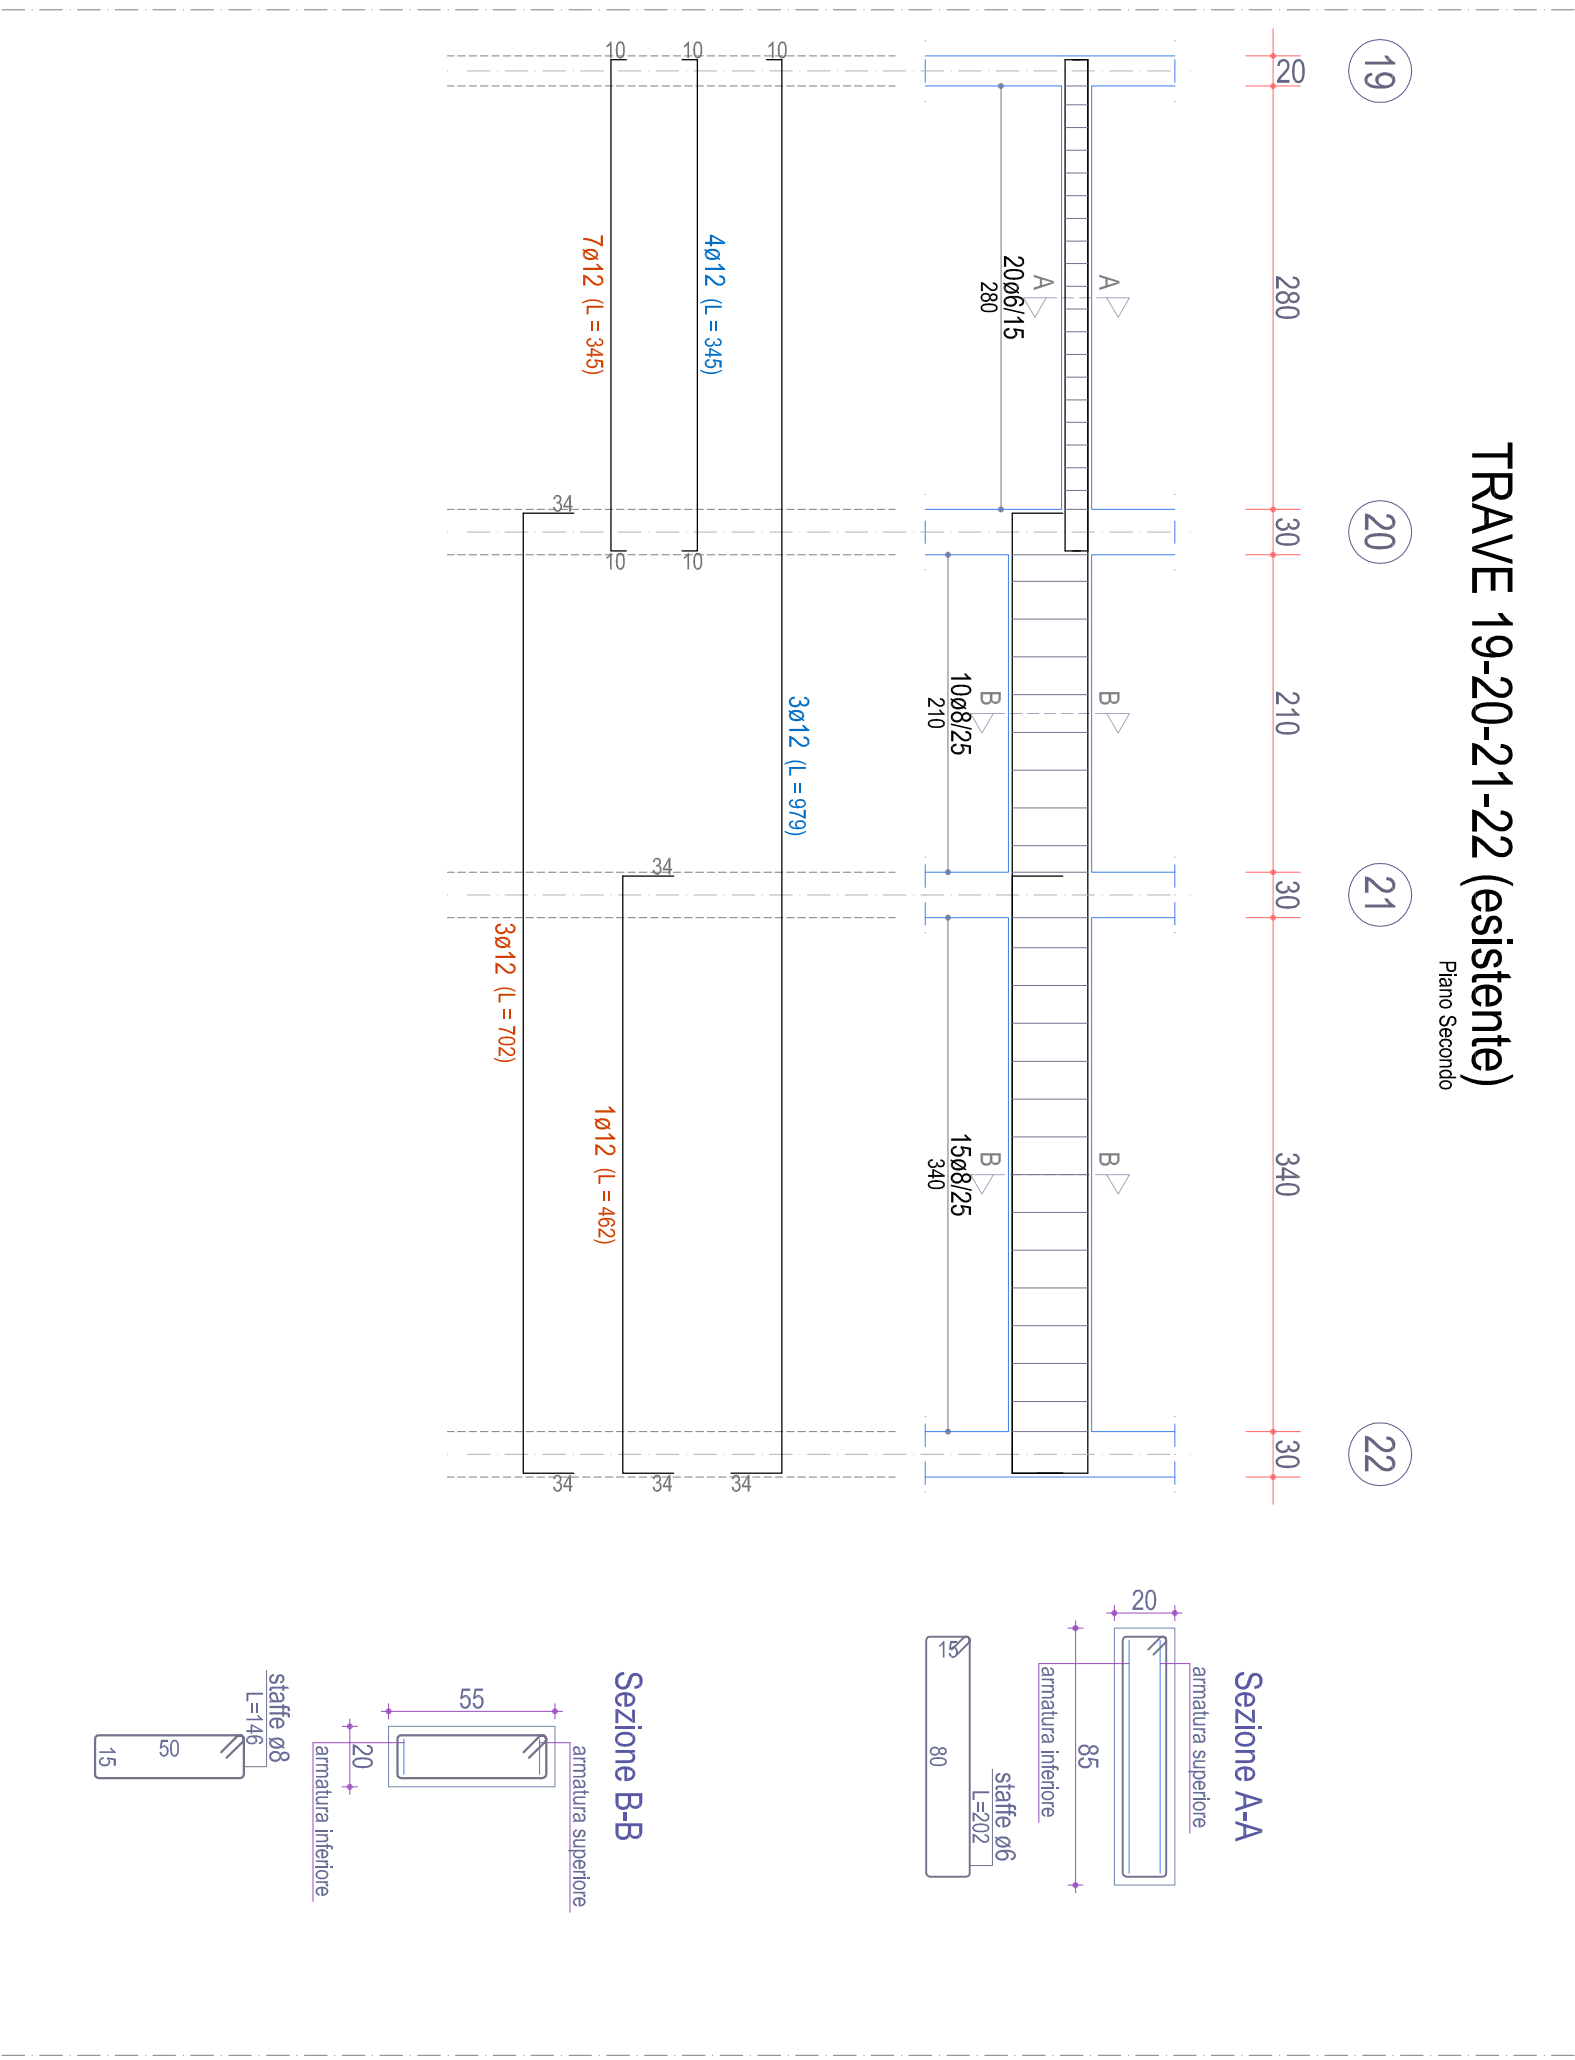 TRAVE 19-20-21-22 (esistente)
Piano Secondo
19
20
21
22
20
280
30
210
30
340
30
A
A
B
B
B
B
20ø6/15
280
10ø8/25
210
15ø8/25
340
10
3ø12 (L = 979)
34
10
4ø12 (L = 345)
10
10
7ø12 (L = 345)
10
34
1ø12 (L = 462)
34
34
3ø12 (L = 702)
34
Sezione A-A
armatura superiore
20
85
armatura inferiore
staffe ø6
L=202
15
80
Sezione B-B
armatura superiore
55
20
armatura inferiore
staffe ø8
L=146
50
15